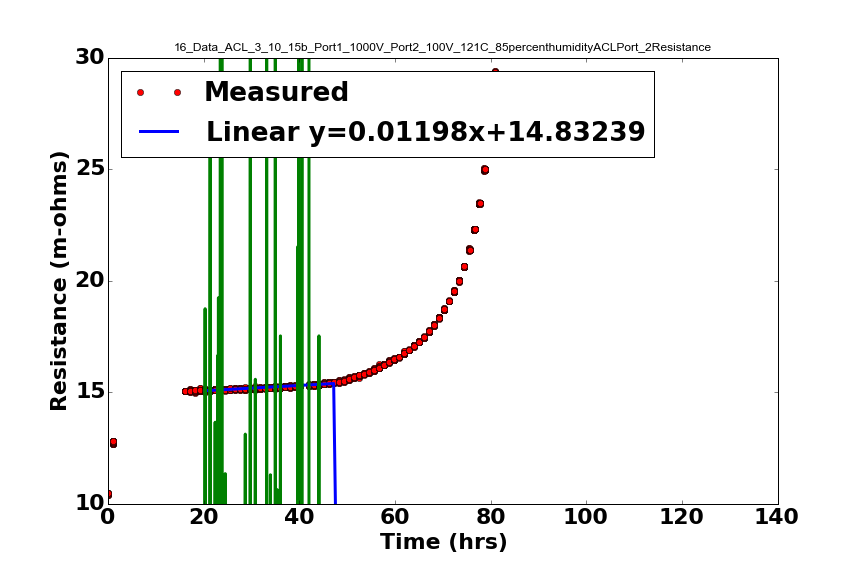 16_Data_ACL_3_10_15b_Port1_1000V_Port2_100V_121C_85percenthumidityACLPort_2Resistance
30
Measured
Linear y=0.01198x+14.83239
25
20
15
10
Resistance (m-ohms)
0 20 40 60 80 100 120 140
Time (hrs)